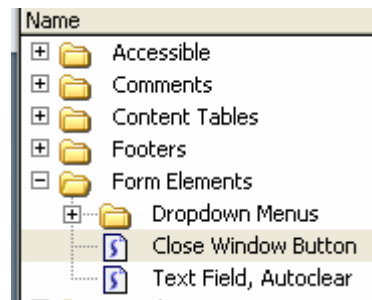 Name
Accessible
Comments
Content Tables
Footers
Form Elements
Dropdown Menus
Close Window Button
Text Field, Autoclear